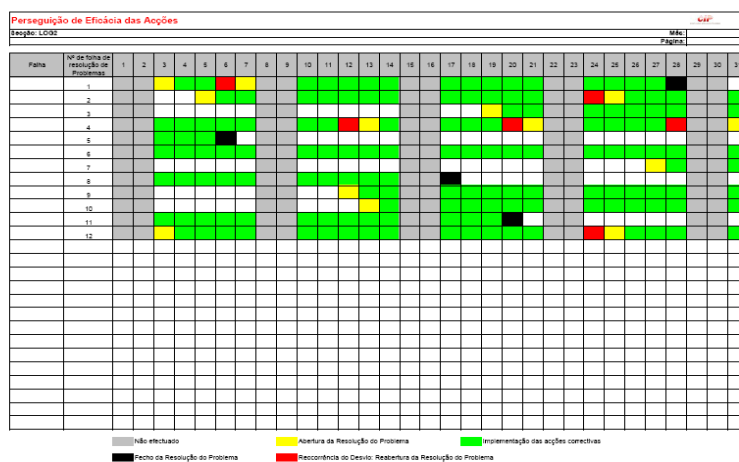 Perseguição de Eficácia das Acções
CIP
Secção: LOG2
Mês:
Página:
Falha Nº de folha de resolução de Problemas 1 2 3 4 5 6 7 8 9 10 11 12 13 14 15 16 17 18 19 20 21 22 23 24 25 26 27 28 29 30
1
2
3
4
5
6
7
8
9
10
11
12
Não efectuado Abertura da Resolução do Problema Implementação das acções correctivas
Fecho da Resolução do Problema Recorrência do Desvio: Reabertura da Resolução do Problema